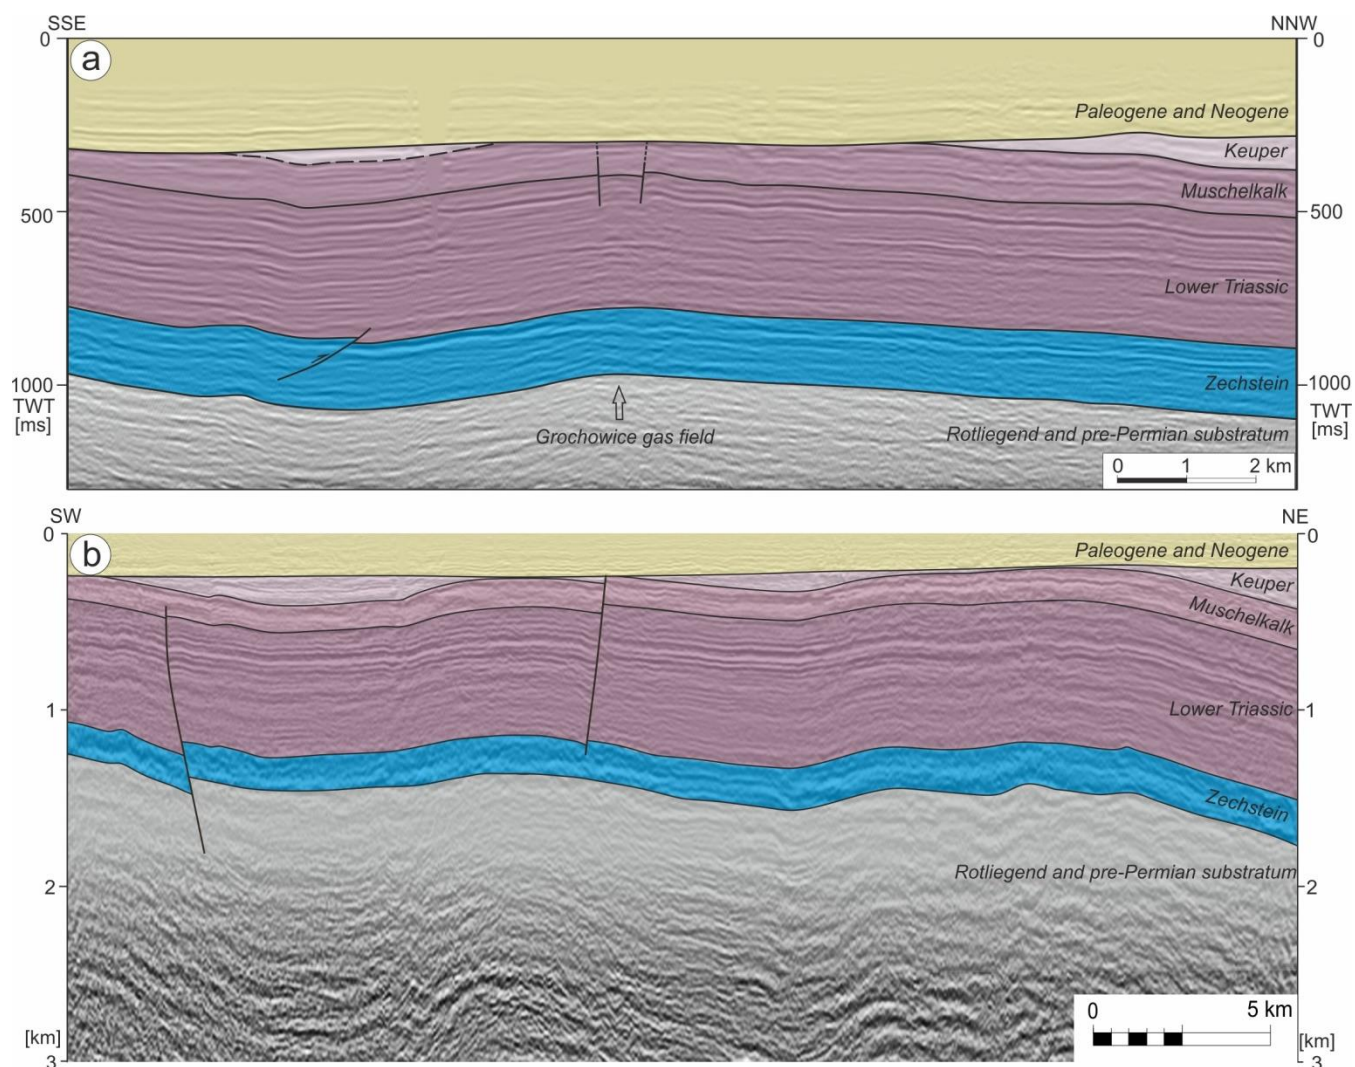 SSE
NNW
0
a
0
Paleogene and Neogene
Keuper
Muschelkalk
500
500
Lower Triassic
1000
TWT
[ms]
Zechstein
1000
TWT
[ms]
Grochowice gas field
Rotliegend and pre-Permian substratum
0 1 2 km
SW
NE
0
b
0
Paleogene and Neogene
Keuper
Muschelkalk
1
Lower Triassic
1
Zechstein
2
Rotliegend and pre-Permian substratum
2
0 5 km
[km]
[km]
3
3